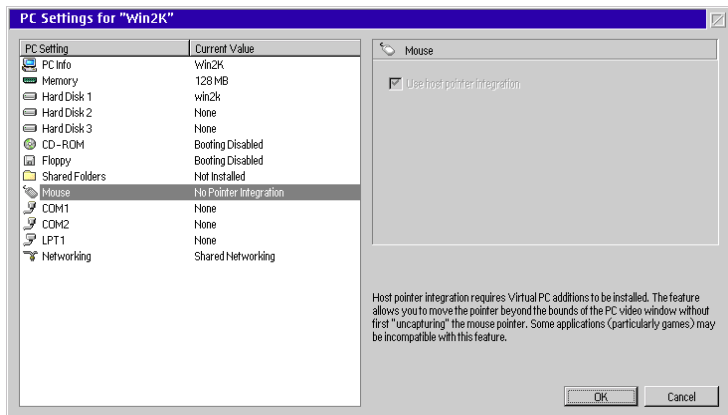 PC Settings for "Win2K"
PC Setting Current Value
PC Info Win2K
Memory 128 MB
Hard Disk 1 win2k
Hard Disk 2 None
Hard Disk 3 None
CD-ROM Booting Disabled
Floppy Booting Disabled
Shared Folders Not Installed
Mouse No Pointer Integration
COM1 None
COM2 None
LPT1 None
Networking Shared Networking
Mouse
Use host pointer integration
Host pointer integration requires Virtual PC additions to be installed. The feature
allows you to move the pointer beyond the bounds of the PC video window without
first "uncapturing" the mouse pointer. Some applications (particularly games) may
be incompatible with this feature.
OK Cancel